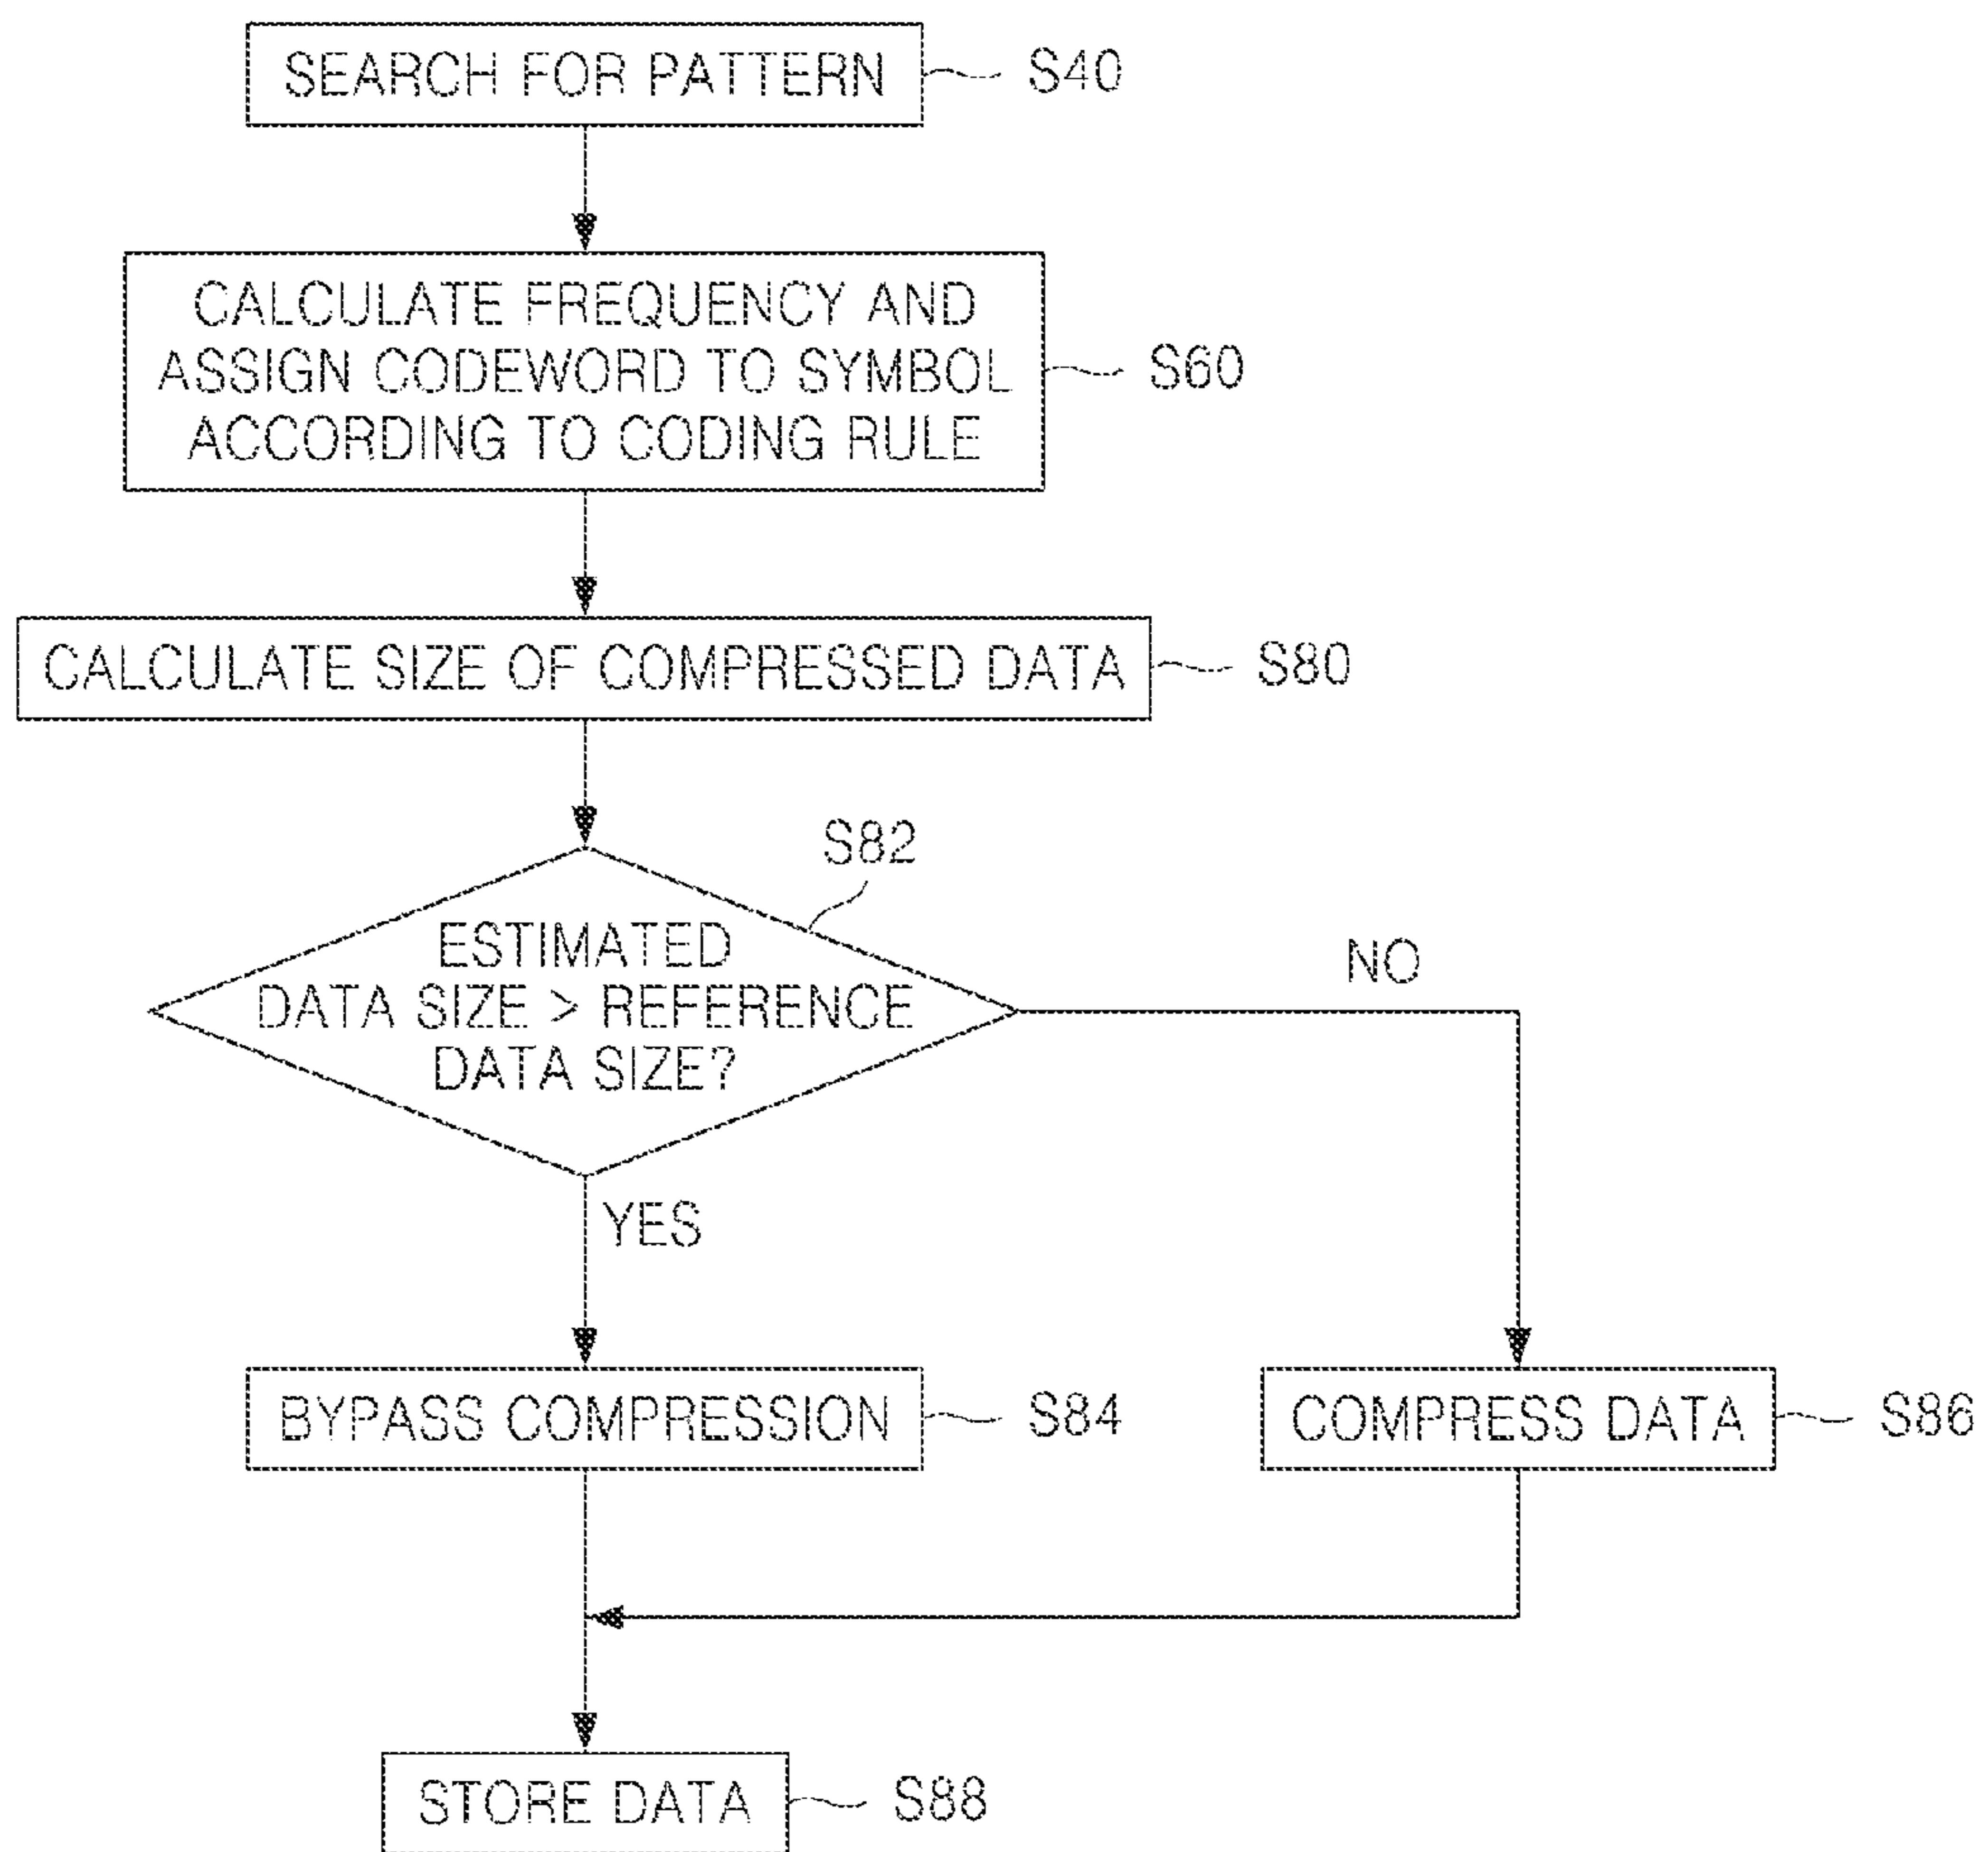 SEARCH FOR PATTERN
S40
CALCULATE FREQUENCY AND
ASSIGN CODEWORD TO SYMBOL
ACCORDING TO CODING RULE
S60
CALCULATE SIZE OF COMPRESSED DATA
S80
S82
ESTIMATED
DATA SIZE > REFERENCE
DATA SIZE?
NO
YES
BYPASS COMPRESSION
S84
COMPRESS DATA
S86
STORE DATA
S88